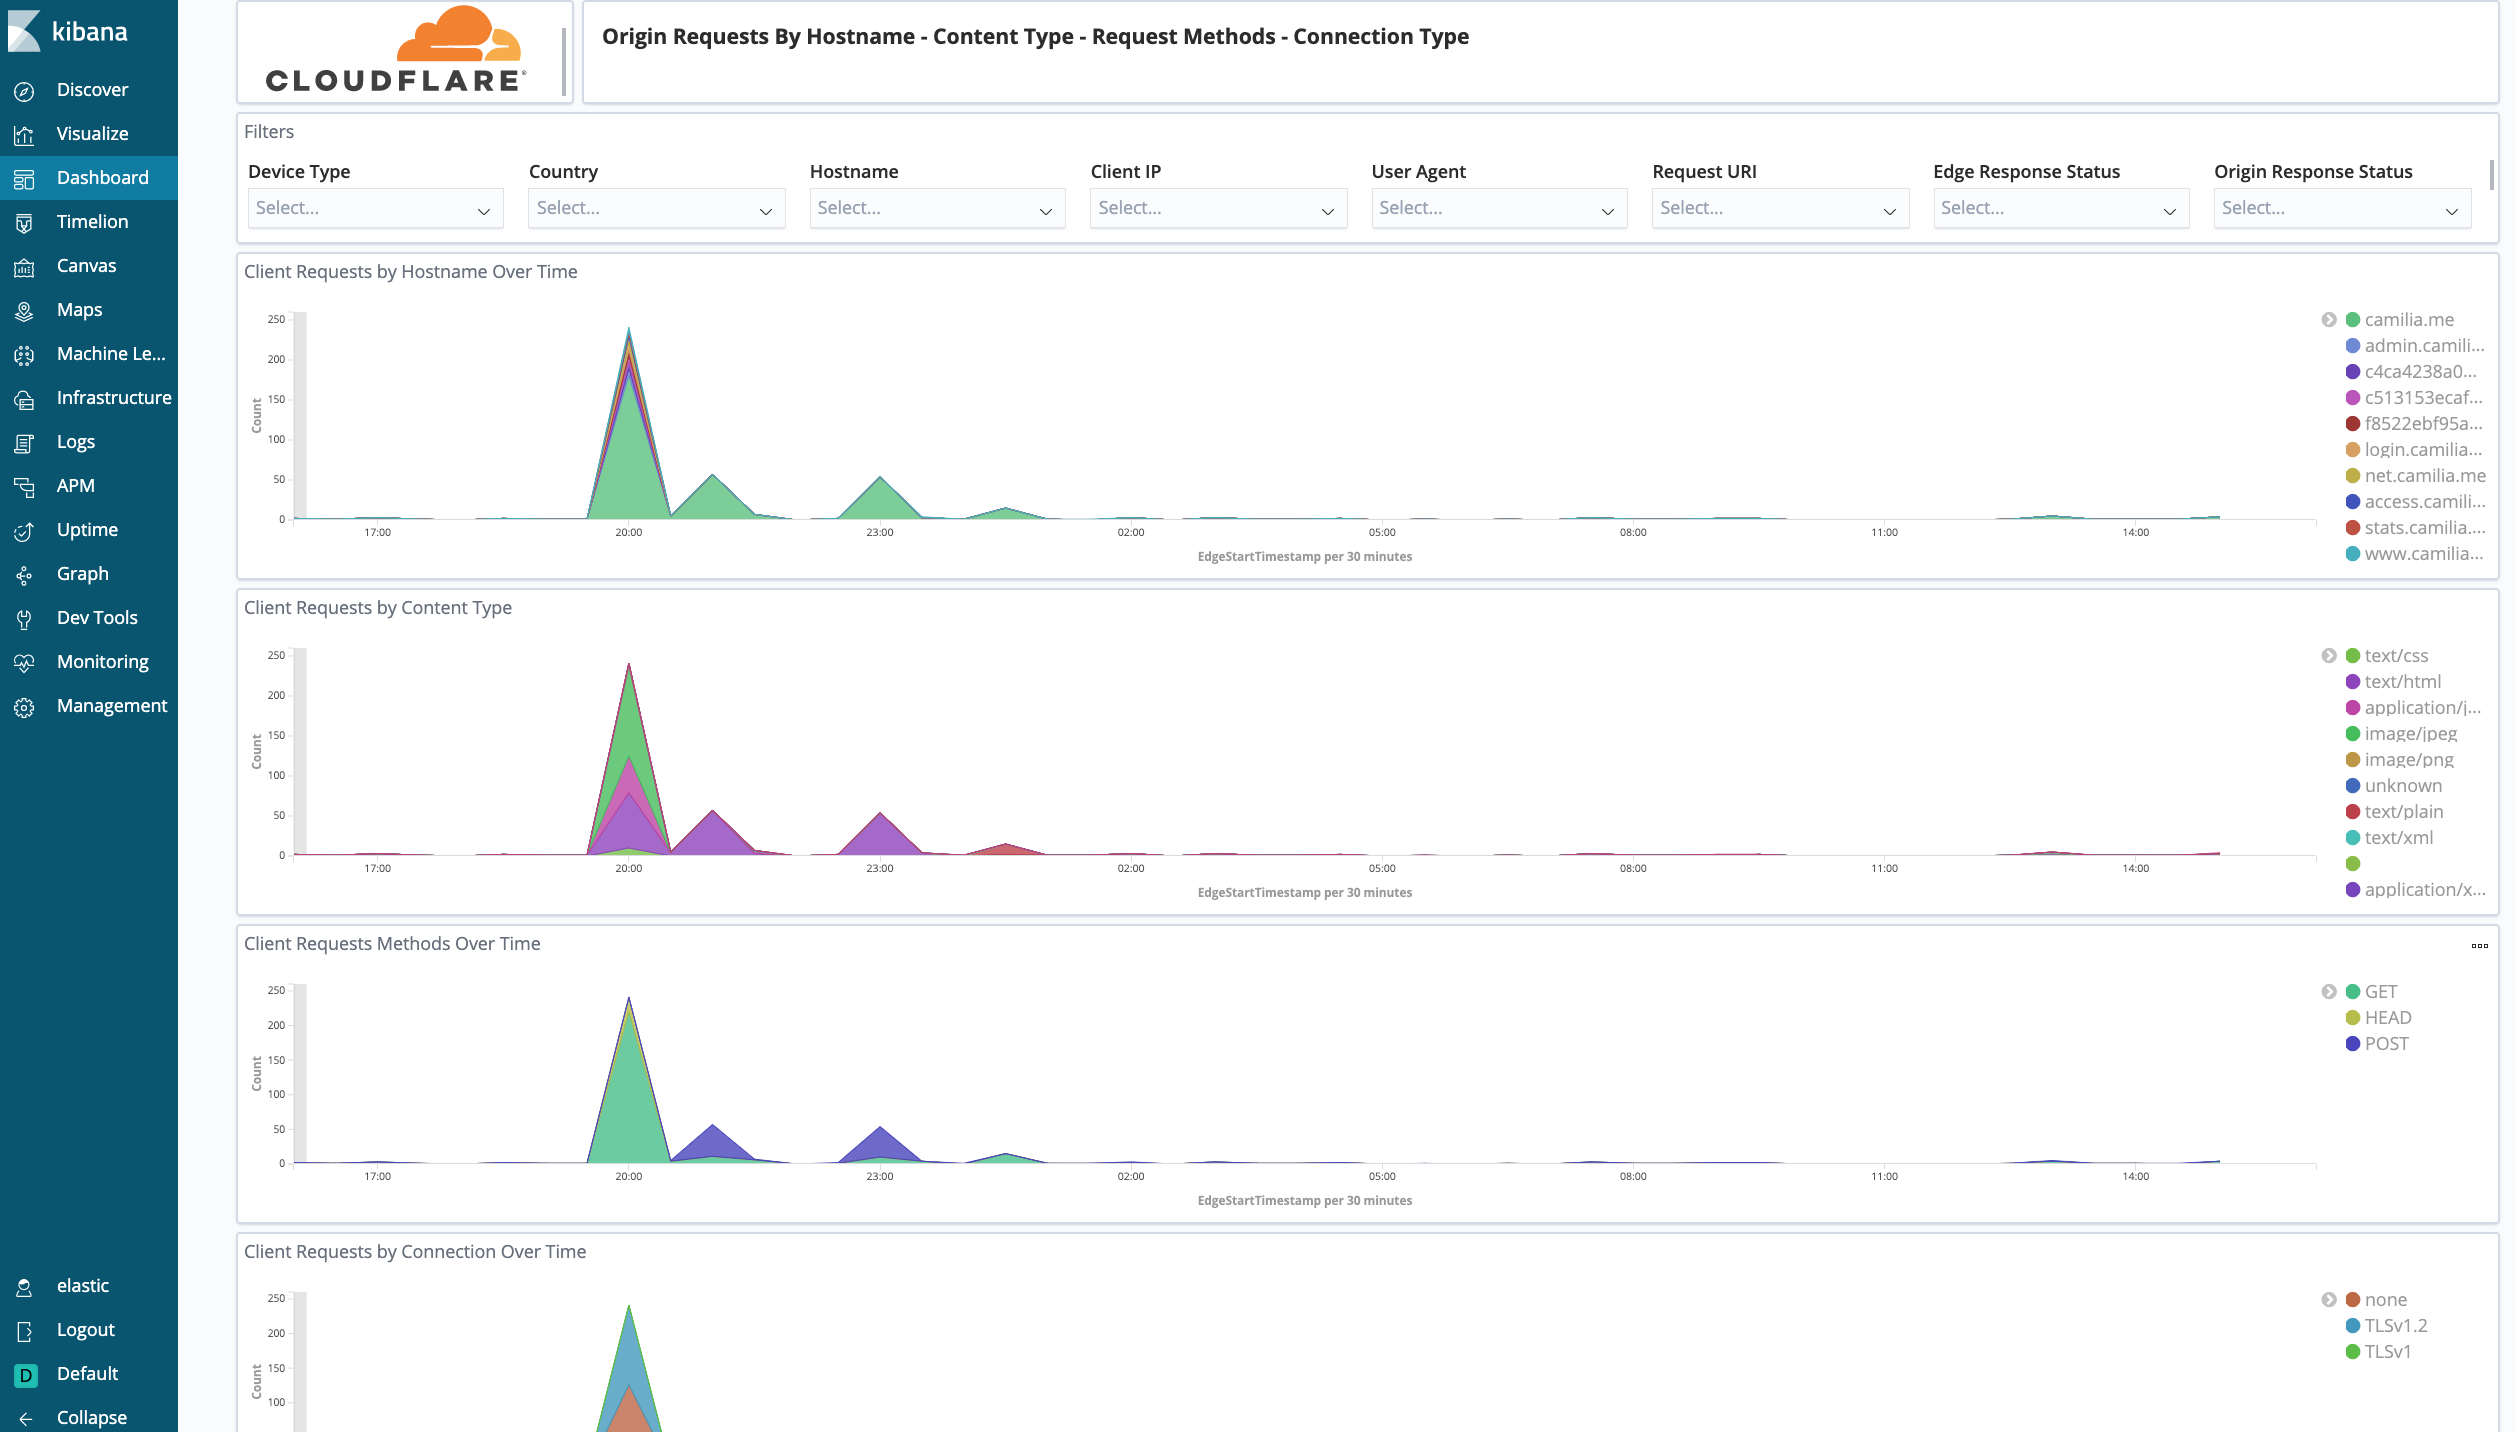 kibana
Discover
Visualize
Dashboard
Timelion
Canvas
Maps
Machine Le...
Infrastructure
Logs
APM
Uptime
Graph
Dev Tools
Monitoring
Management
elastic
Logout
D Default
Collapse
CLOUDFLARE®
Origin Requests By Hostname - Content Type - Request Methods - Connection Type
Filters
Device Type Country Hostname Client IP User Agent Request URI Edge Response Status Origin Response Status
Select... Select... Select... Select... Select... Select... Select... Select...
Client Requests by Hostname Over Time
250
200
150
100
50
0
Count
17:00 20:00 23:00 02:00 05:00 08:00 11:00 14:00
EdgeStartTimestamp per 30 minutes
camilia.me
admin.camili...
c4ca4238a0...
c513153ecaf...
f8522ebf95a...
login.camilia...
net.camilia.me
access.camili...
stats.camilia....
www.camilia...
Client Requests by Content Type
250
200
150
100
50
0
Count
17:00 20:00 23:00 02:00 05:00 08:00 11:00 14:00
EdgeStartTimestamp per 30 minutes
text/css
text/html
application/j...
image/jpeg
image/png
unknown
text/plain
text/xml
application/x...
Client Requests Methods Over Time
250
200
150
100
50
0
Count
17:00 20:00 23:00 02:00 05:00 08:00 11:00 14:00
EdgeStartTimestamp per 30 minutes
GET
HEAD
POST
Client Requests by Connection Over Time
250
200
150
100
Count
none
TLSv1.2
TLSv1